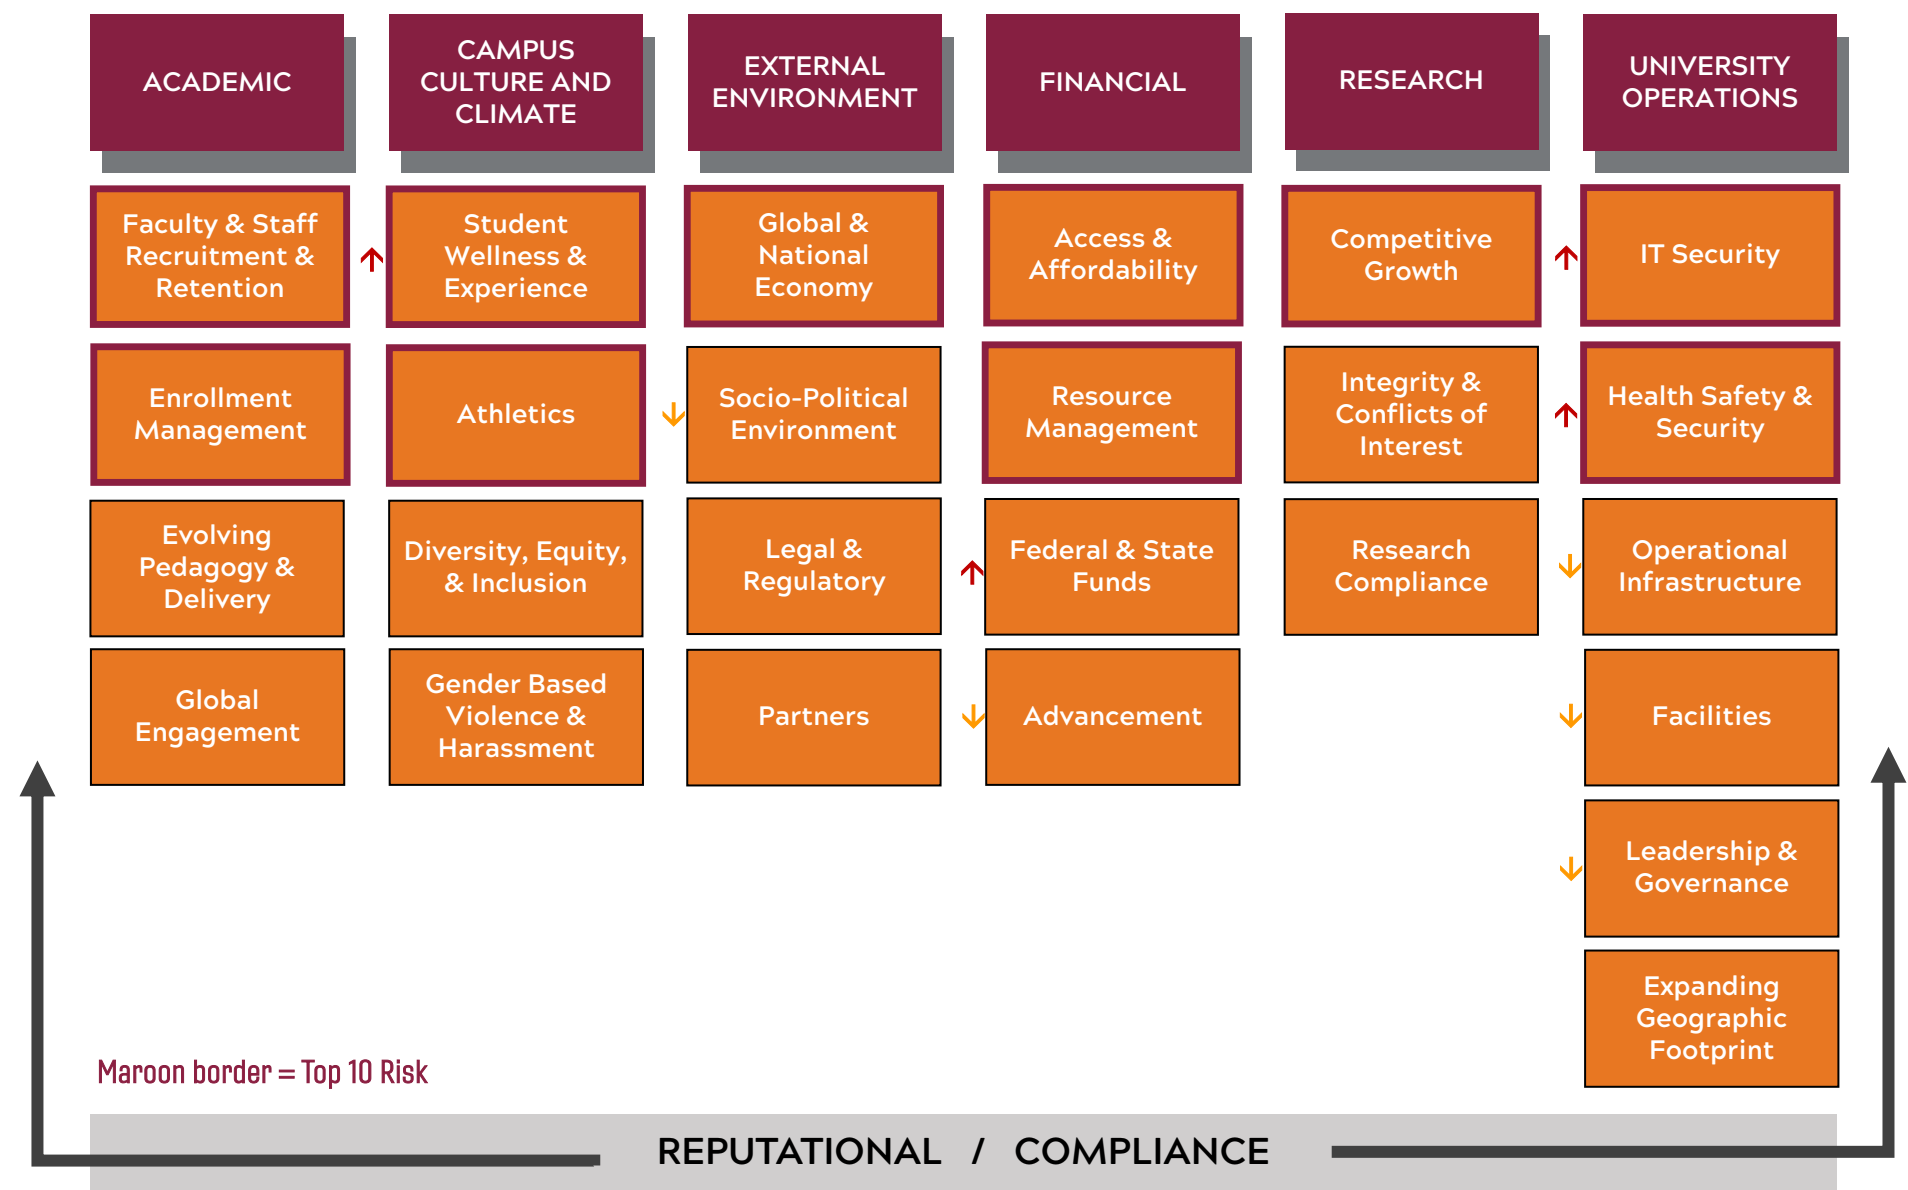 ACADEMIC
CAMPUS
CULTURE AND
CLIMATE
EXTERNAL
ENVIRONMENT
FINANCIAL
RESEARCH
UNIVERSITY
OPERATIONS
Faculty & Staff
Recruitment &
Retention
Student
Wellness &
Experience
Global &
National
Economy
Access &
Affordability
Competitive
Growth
IT Security
Enrollment
Management
Athletics
Socio-Political
Environment
Resource
Management
Integrity &
Conflicts of
Interest
Health Safety &
Security
Evolving
Pedagogy &
Delivery
Diversity, Equity,
& Inclusion
Legal &
Regulatory
Federal & State
Funds
Research
Compliance
Operational
Infrastructure
Global
Engagement
Gender Based
Violence &
Harassment
Partners
Advancement
Facilities
Leadership &
Governance
Expanding
Geographic
Footprint
Maroon border = Top 10 Risk
REPUTATIONAL / COMPLIANCE